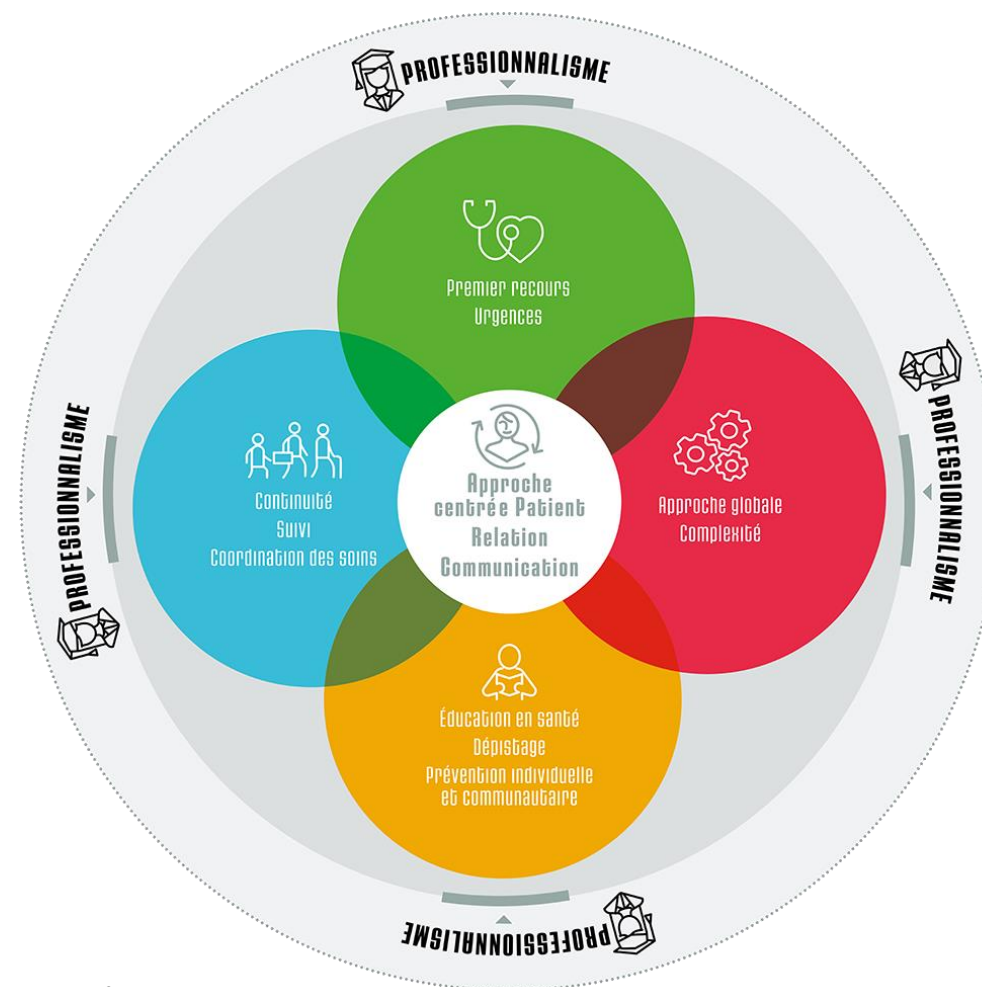 PROFESSIONNALISME
Premier recours
Urgences
PROFESSIONNALISME
Continuité
Suivi
Coordination des soins
Approche
centrée Patient
Relation
Communication
Approche globale
Complexité
PROFESSIONNALISME
Éducation en santé
Dépistage
Prévention individuelle
et communautaire
PROFESSIONNALISME